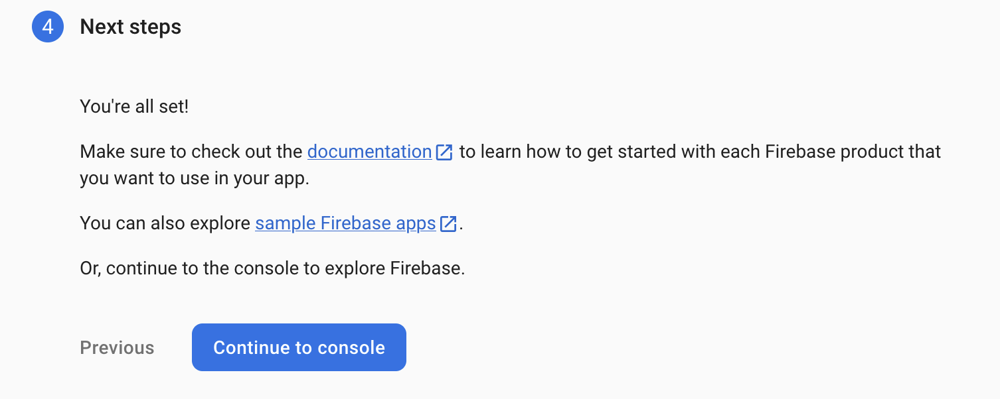 4 Next steps
You're all set!
Make sure to check out the documentation to learn how to get started with each Firebase product that
you want to use in your app.
You can also explore sample Firebase apps.
Or, continue to the console to explore Firebase.
Previous Continue to console